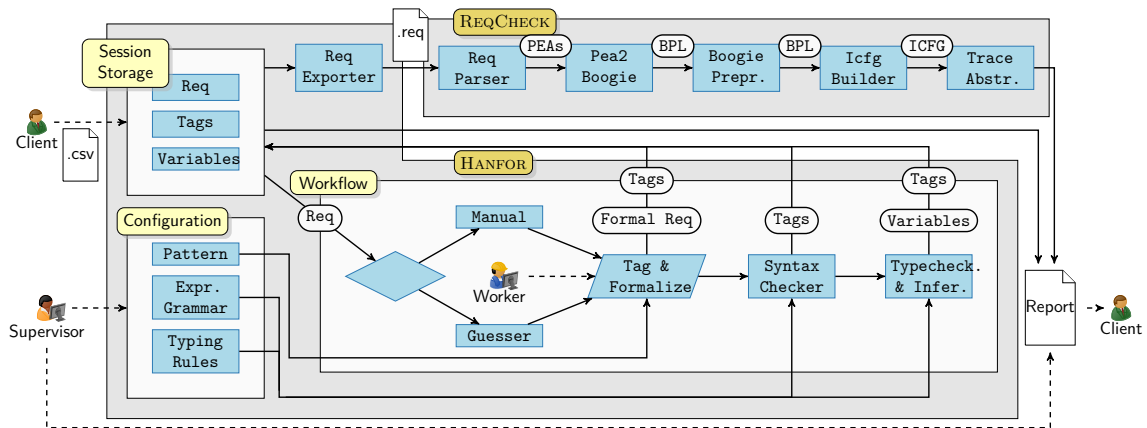 REQCHECK
.req
Session
Storage
Req
Tags
Variables
Req
Exporter
Req
Parser
PEAs
Pea2
Boogie
BPL
Boogie
Prepr.
BPL
Icfg
Builder
ICFG
Trace
Abstr.
Client
.csv
HANFOR
Workflow
Req
Manual
Guesser
Worker
Tags
Formal Req
Tag &
Formalize
Tags
Syntax
Checker
Tags
Variables
Typecheck.
& Infer.
Configuration
Pattern
Expr.
Grammar
Typing
Rules
Supervisor
Report
Client